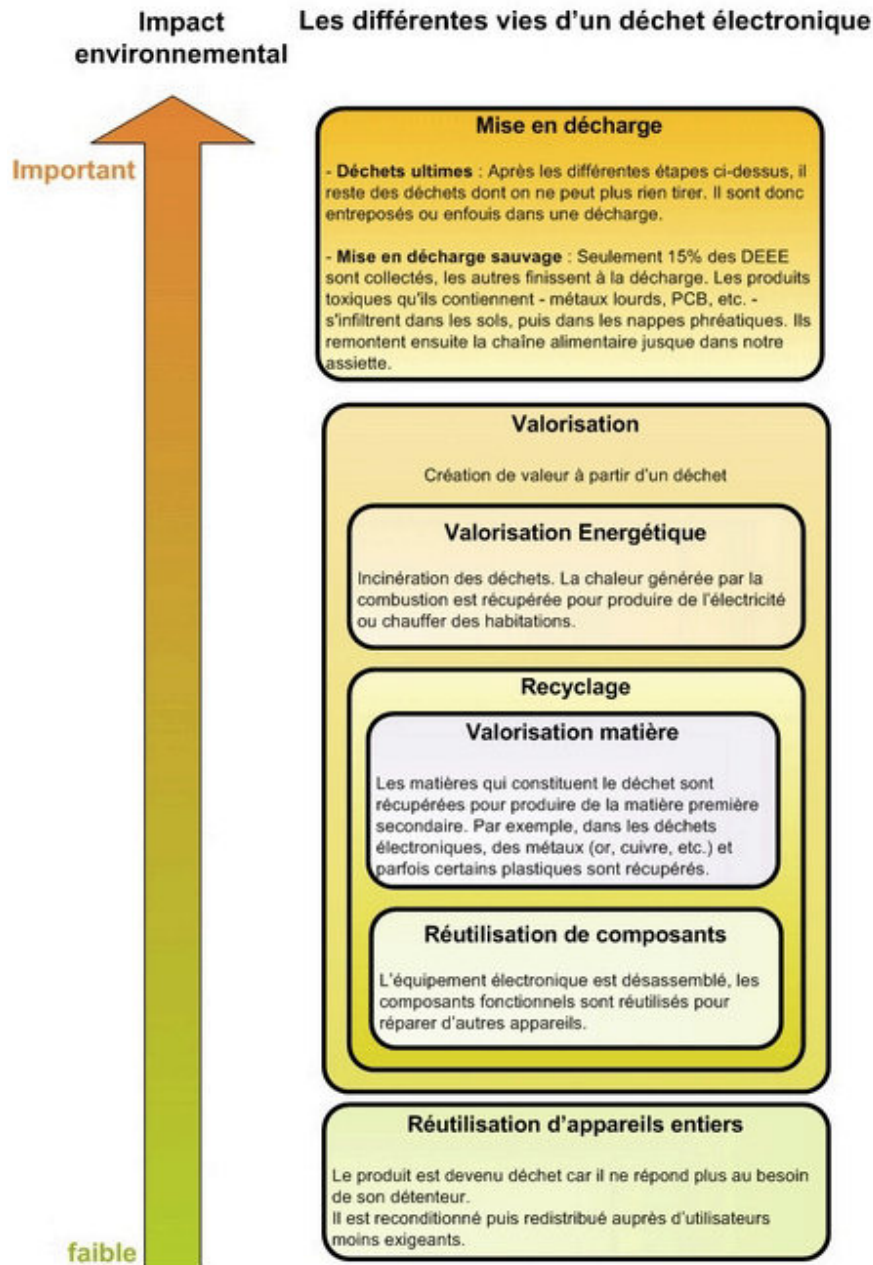 Impact
environnemental
Les différentes vies d'un déchet électronique
Important
Mise en décharge
- Déchets ultimes : Après les différentes étapes ci-dessus, il
reste des déchets dont on ne peut plus rien tirer. Il sont donc
entreposés ou enfouis dans une décharge.
- Mise en décharge sauvage : Seulement 15% des DEEE
sont collectés, les autres finissent à la décharge. Les produits
toxiques qu'ils contiennent - métaux lourds, PCB, etc. -
s'infiltrent dans les sols, puis dans les nappes phréatiques. Ils
remontent ensuite la chaîne alimentaire jusque dans notre
assiette.
Valorisation
Création de valeur à partir d'un déchet
Valorisation Energétique
Incinération des déchets. La chaleur générée par la
combustion est récupérée pour produire de l'électricité
ou chauffer des habitations.
Recyclage
Valorisation matière
Les matières qui constituent le déchet sont
récupérées pour produire de la matière première
secondaire. Par exemple, dans les déchets
électroniques, des métaux (or, cuivre, etc.) et
parfois certains plastiques sont récupérés.
Réutilisation de composants
L'équipement électronique est désassemblé, les
composants fonctionnels sont réutilisés pour
réparer d'autres appareils.
Réutilisation d'appareils entiers
Le produit est devenu déchet car il ne répond plus au besoin
de son détenteur.
Il est reconditionné puis redistribué auprès d'utilisateurs
moins exigeants.
faible